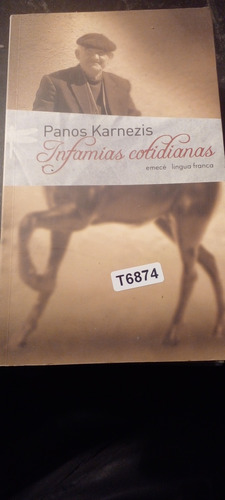 Panos Karnezis
Infamias cotidianas
emecé lingua franca
T6874